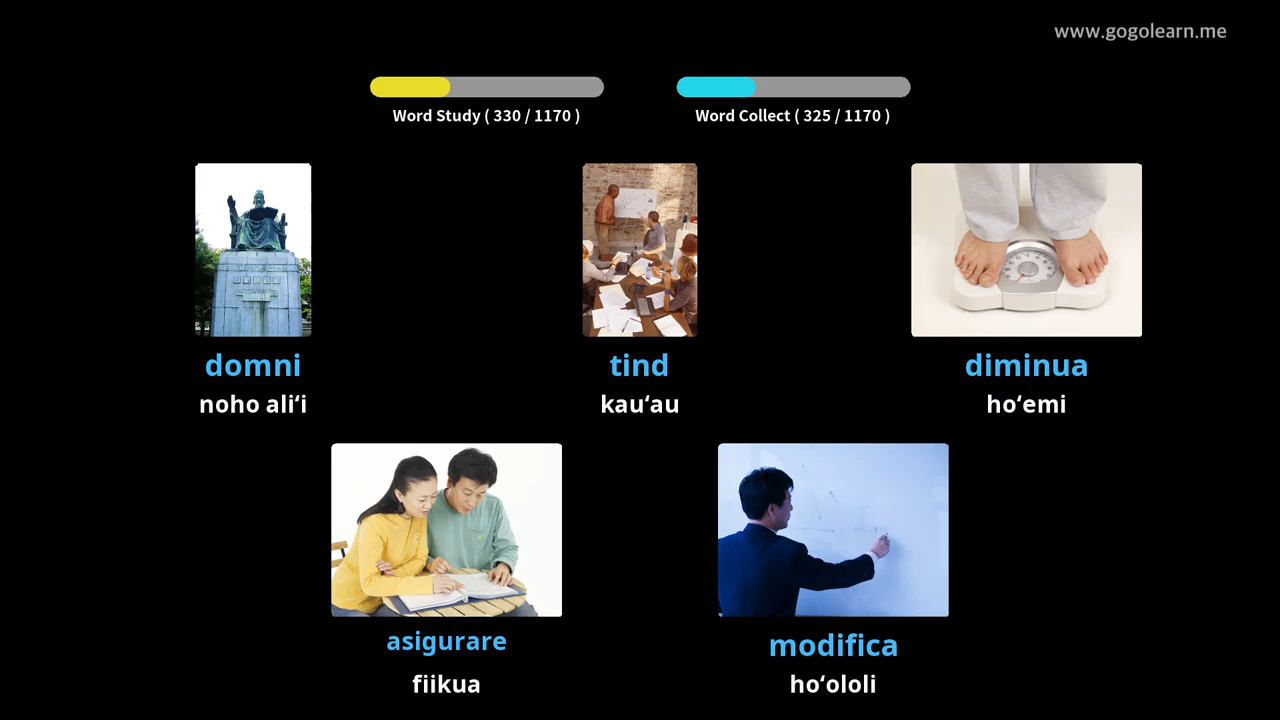 www.gogolearn.me
Word Study ( 330 / 1170 )
Word Collect ( 325 / 1170 )
domni
noho aliʻi
tind
kauʻau
diminua
hoʻemi
asigurare
fiikua
modifica
hoʻololi